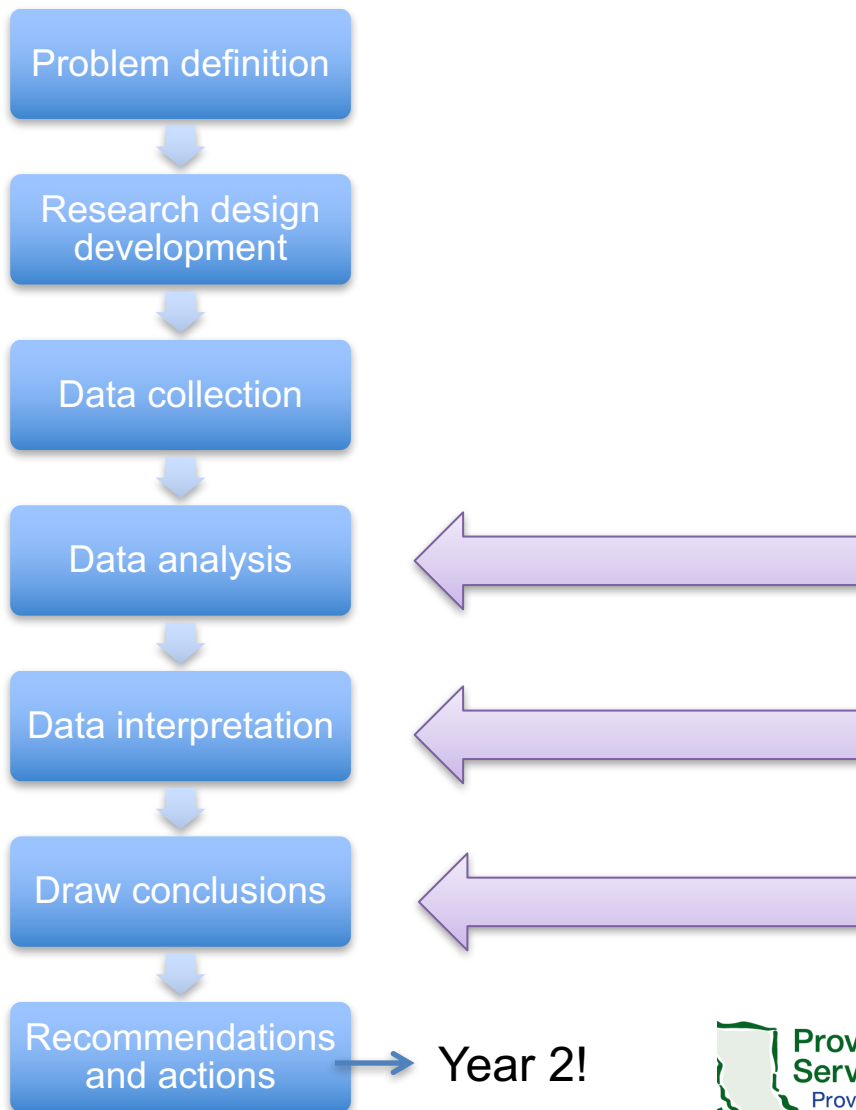 Problem definition
Research design
development
Data collection
Data analysis
Data interpretation
Draw conclusions
Recommendations
and actions
Year 2!